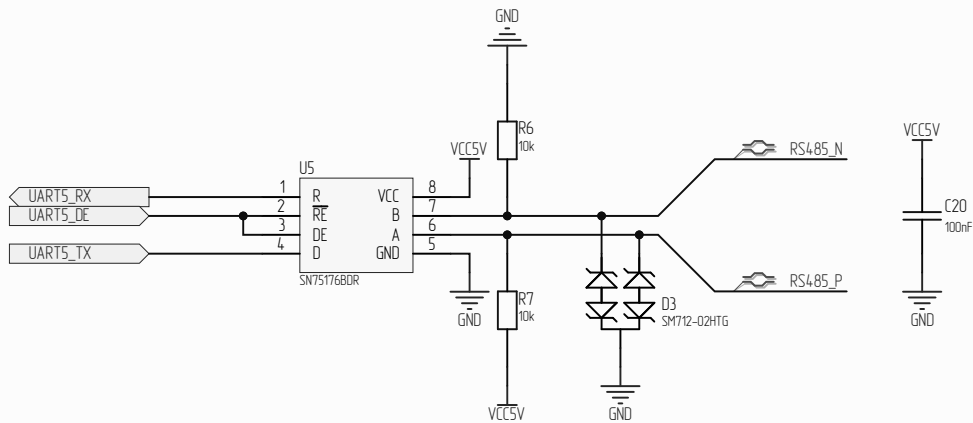 GND
R6
10k
VCC5V
RS485_N
VCC5V
U5
UART5_RX
1
R
VCC
8
UART5_DE
2
RE
B
7
3
DE
A
6
UART5_TX
4
D
GND
5
SN75176BDR
C20
100nF
GND
R7
10k
RS485_P
D3
SM712-02HTG
GND
VCC5V
GND